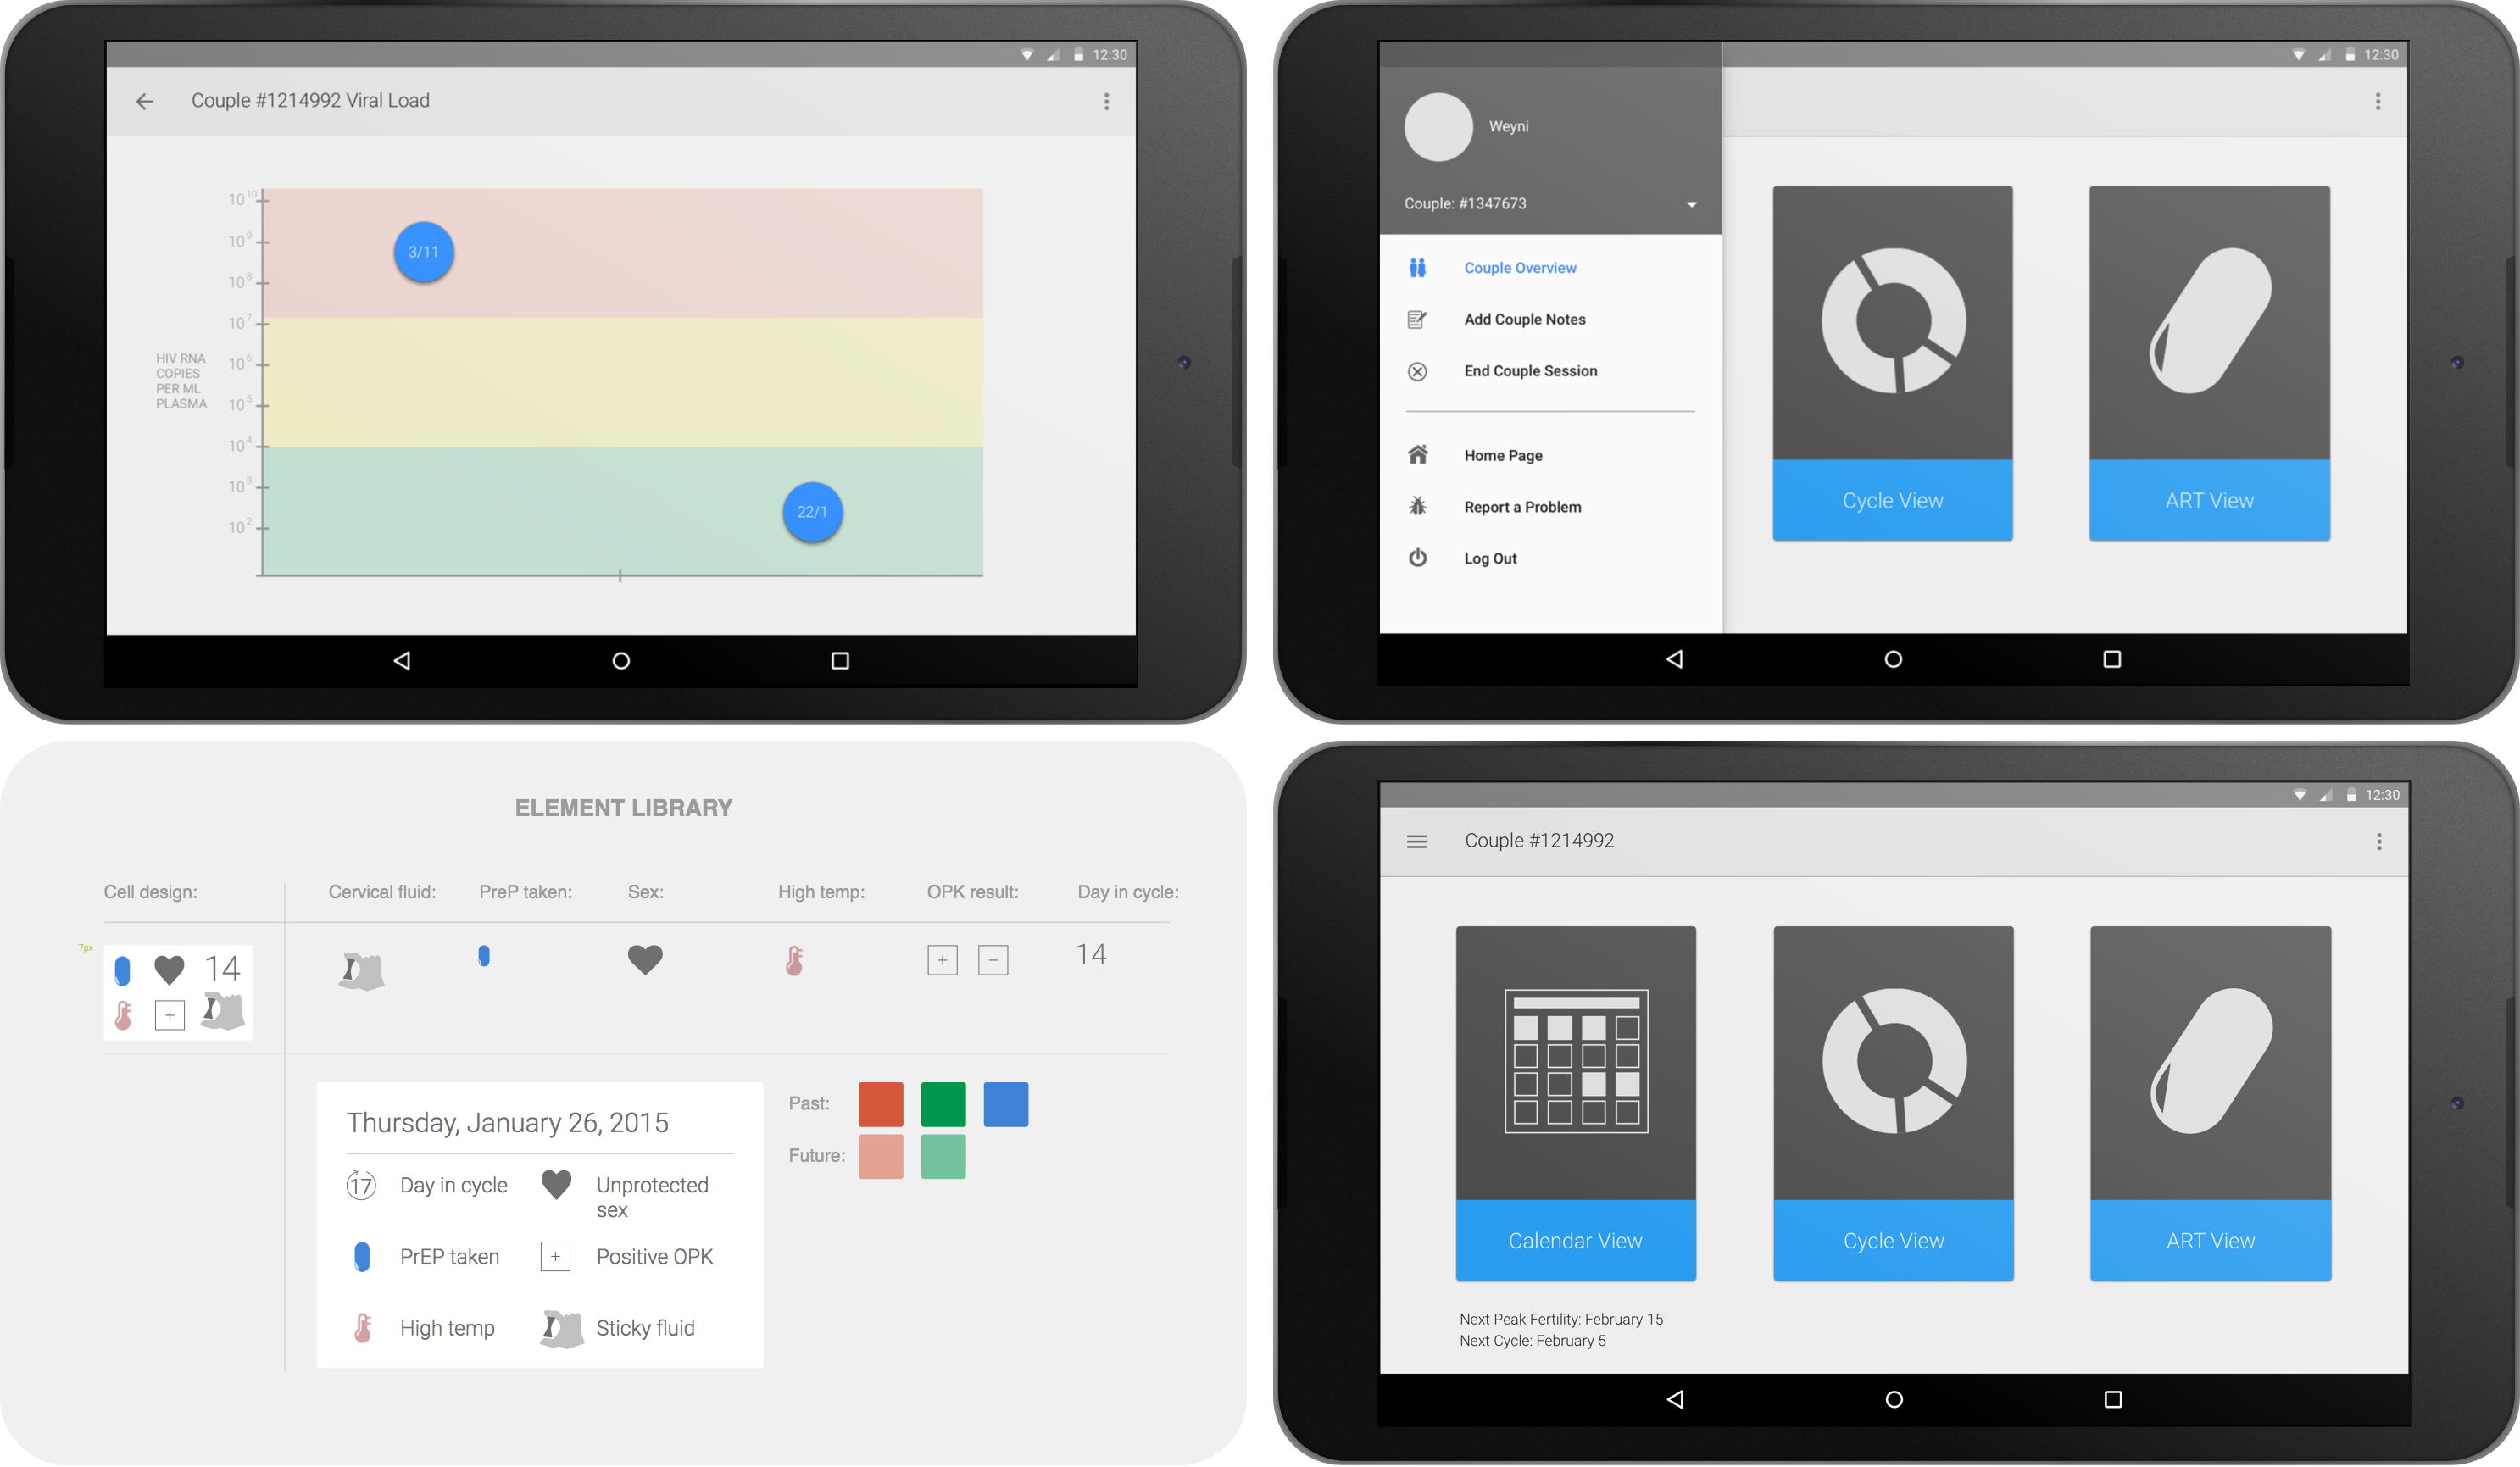 12:30
Couple #1214992 Viral Load
10^10
10^9
10^8
10^7
10^6
10^5
10^4
10^3
10^2
HIV RNA
COPIES
PER ML
PLASMA
3/11
22/1
12:30
Weyni
Couple: #1347673
Couple Overview
Add Couple Notes
End Couple Session
Home Page
Report a Problem
Log Out
Cycle View
ART View
ELEMENT LIBRARY
Cell design:
Cervical fluid:
PreP taken:
Sex:
High temp:
OPK result:
Day in cycle:
7px
14
+
+
−
14
Thursday, January 26, 2015
17 Day in cycle
Unprotected
sex
PrEP taken
+ Positive OPK
High temp
Sticky fluid
Past:
Future:
12:30
Couple #1214992
Calendar View
Cycle View
ART View
Next Peak Fertility: February 15
Next Cycle: February 5